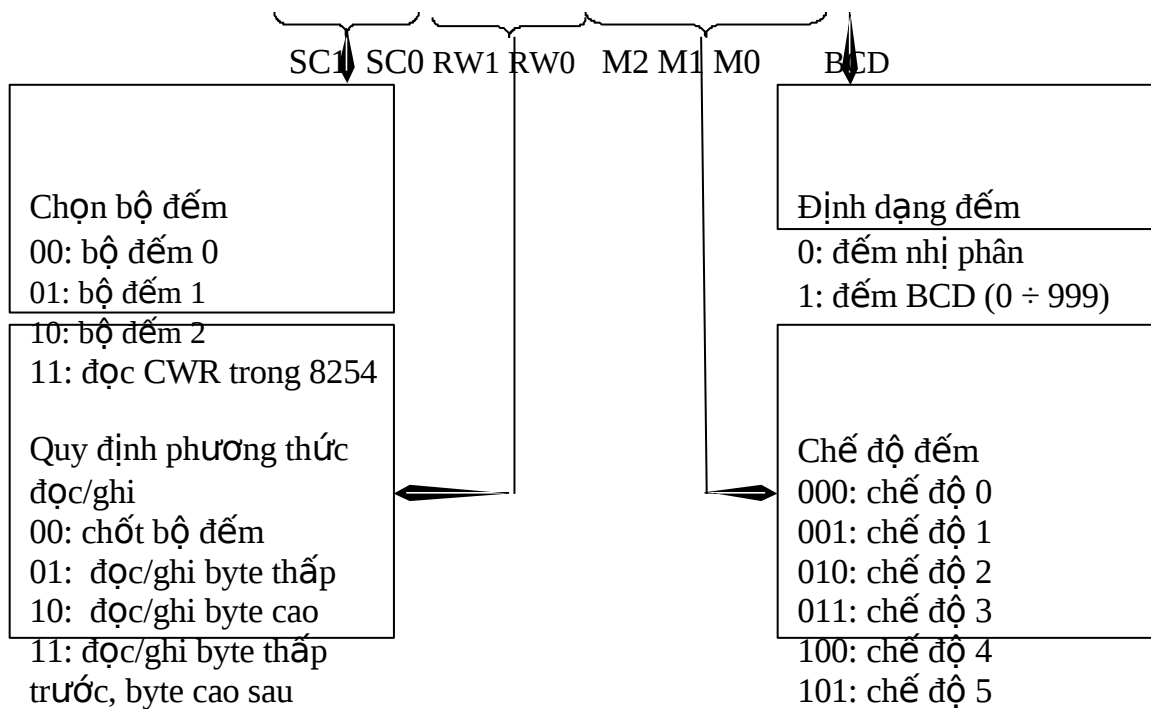 SC1 SC0 RW1 RW0 M2 M1 M0 BCD
Chọn bộ đếm
00: bộ đếm 0
01: bộ đếm 1
10: bộ đếm 2
11: đọc CWR trong 8254
Quy định phương thức
đọc/ghi
00: chốt bộ đếm
01: đọc/ghi byte thấp
10: đọc/ghi byte cao
11: đọc/ghi byte thấp
trước, byte cao sau
Định dạng đếm
0: đếm nhị phân
1: đếm BCD (0 ÷ 999)
Chế độ đếm
000: chế độ 0
001: chế độ 1
010: chế độ 2
011: chế độ 3
100: chế độ 4
101: chế độ 5